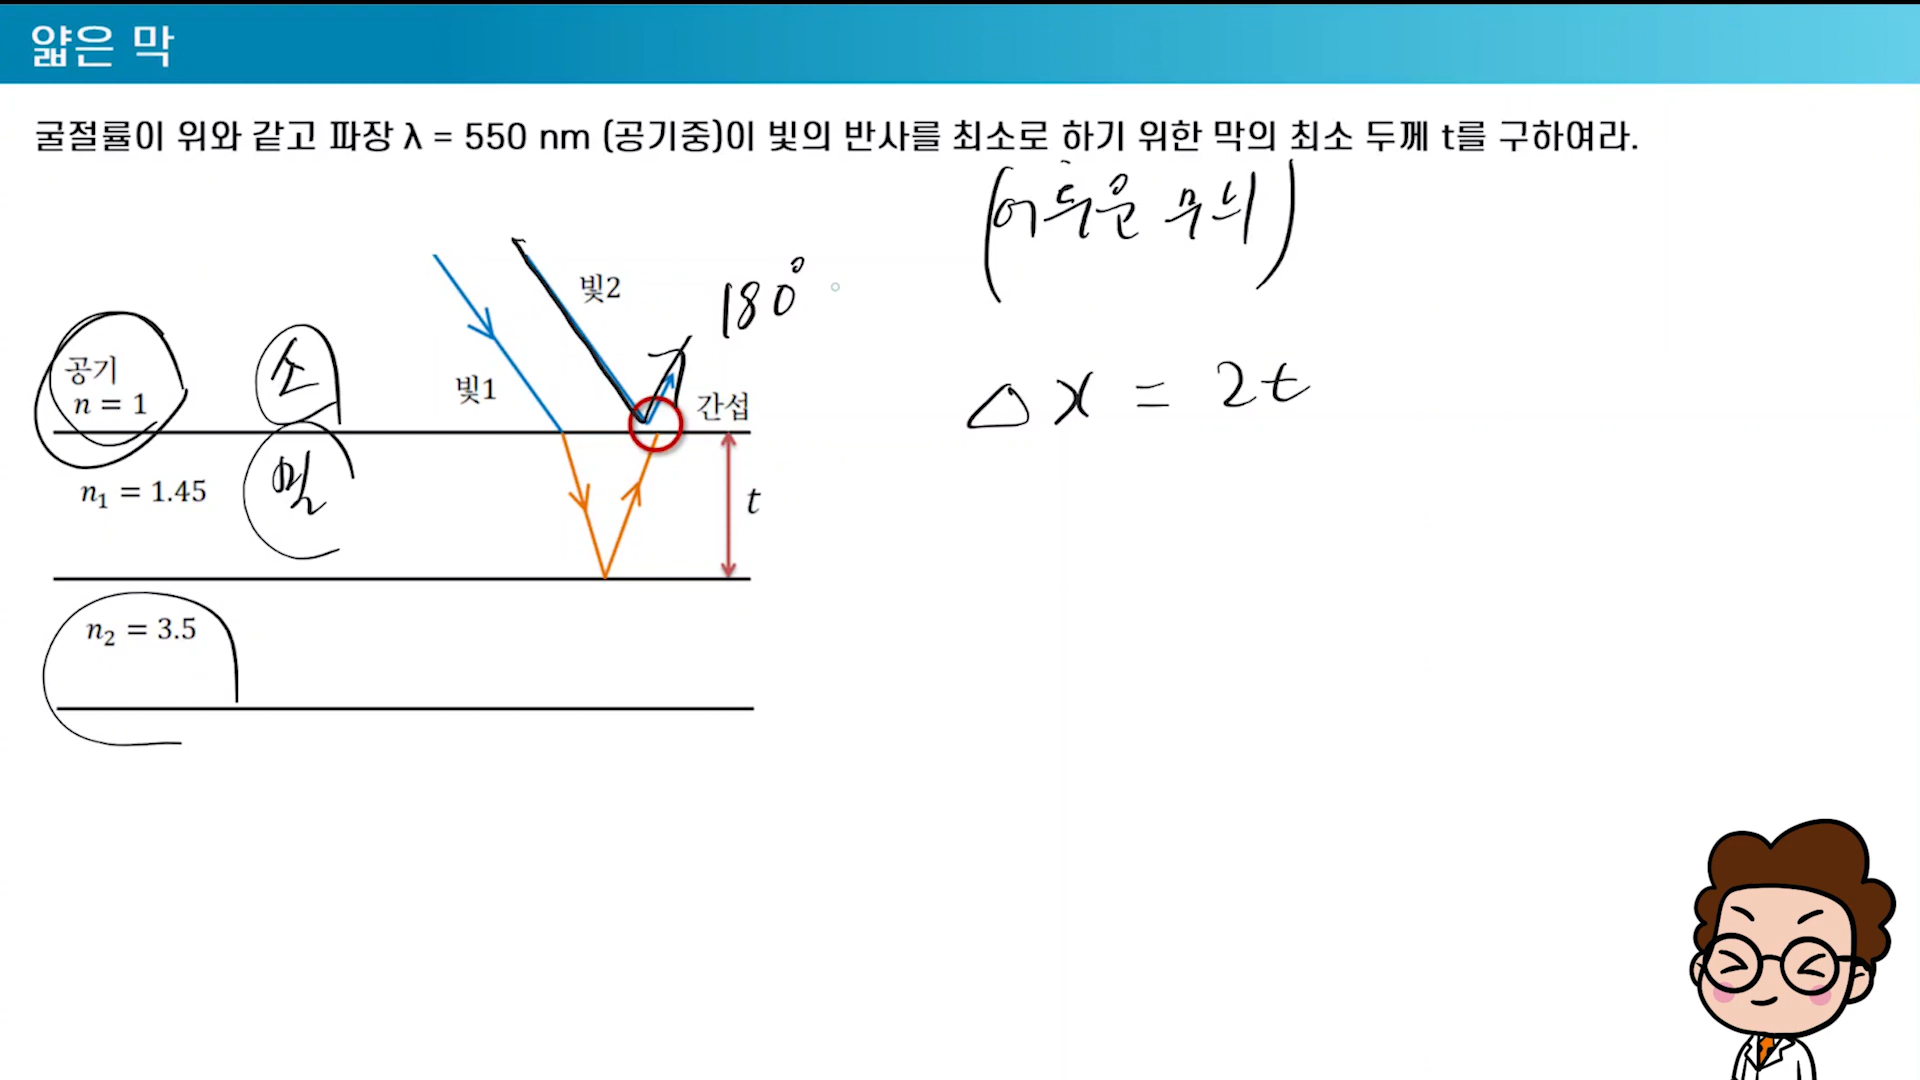 얇은 막
굴절률이 위와 같고 파장 λ = 550 nm (공기중)이 빛의 반사를 최소로 하기 위한 막의 최소 두께 t를 구하여라.
(어두운 무늬)
빛2
180°
공기
n = 1
소
빛1
간섭
Δx = 2t
n₁ = 1.45
밀
t
n₂ = 3.5